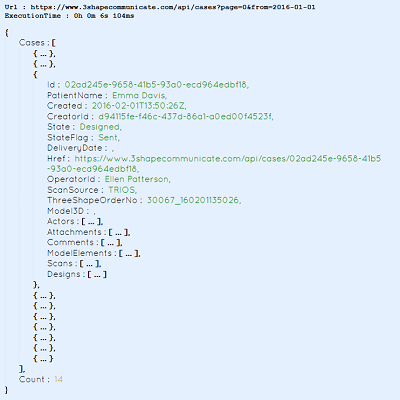 Url : https://www.3shapecommunicate.com/api/cases?page=0&from=2016-01-01
ExecutionTime : 0h 0m 6s 104ms
{
Cases : [
{ ... },
{ ... },
{
Id : 02ad245e-9658-41b5-93a0-ecd964edbf18,
PatientName : Emma Davis,
Created : 2016-02-01T13:50:26Z,
CreatorId : d94115fe-f46c-437d-86a1-a0ed00f4523f,
State : Designed,
StateFlag : Sent,
DeliveryDate : ,
Href : https://www.3shapecommunicate.com/api/cases/02ad245e-9658-41b5
-93a0-ecd964edbf18,
OperatorId : Ellen Patterson,
ScanSource : TRIOS,
ThreeShapeOrderNo : 30067_160201135026,
Model3D : ,
Actors : [ ... ],
Attachments : [ ... ],
Comments : [ ... ],
ModelElements : [ ... ],
Scans : [ ... ],
Designs : [ ... ]
},
{ ... },
{ ... },
{ ... },
{ ... },
{ ... },
{ ... },
{ ... }
],
Count : 14
}